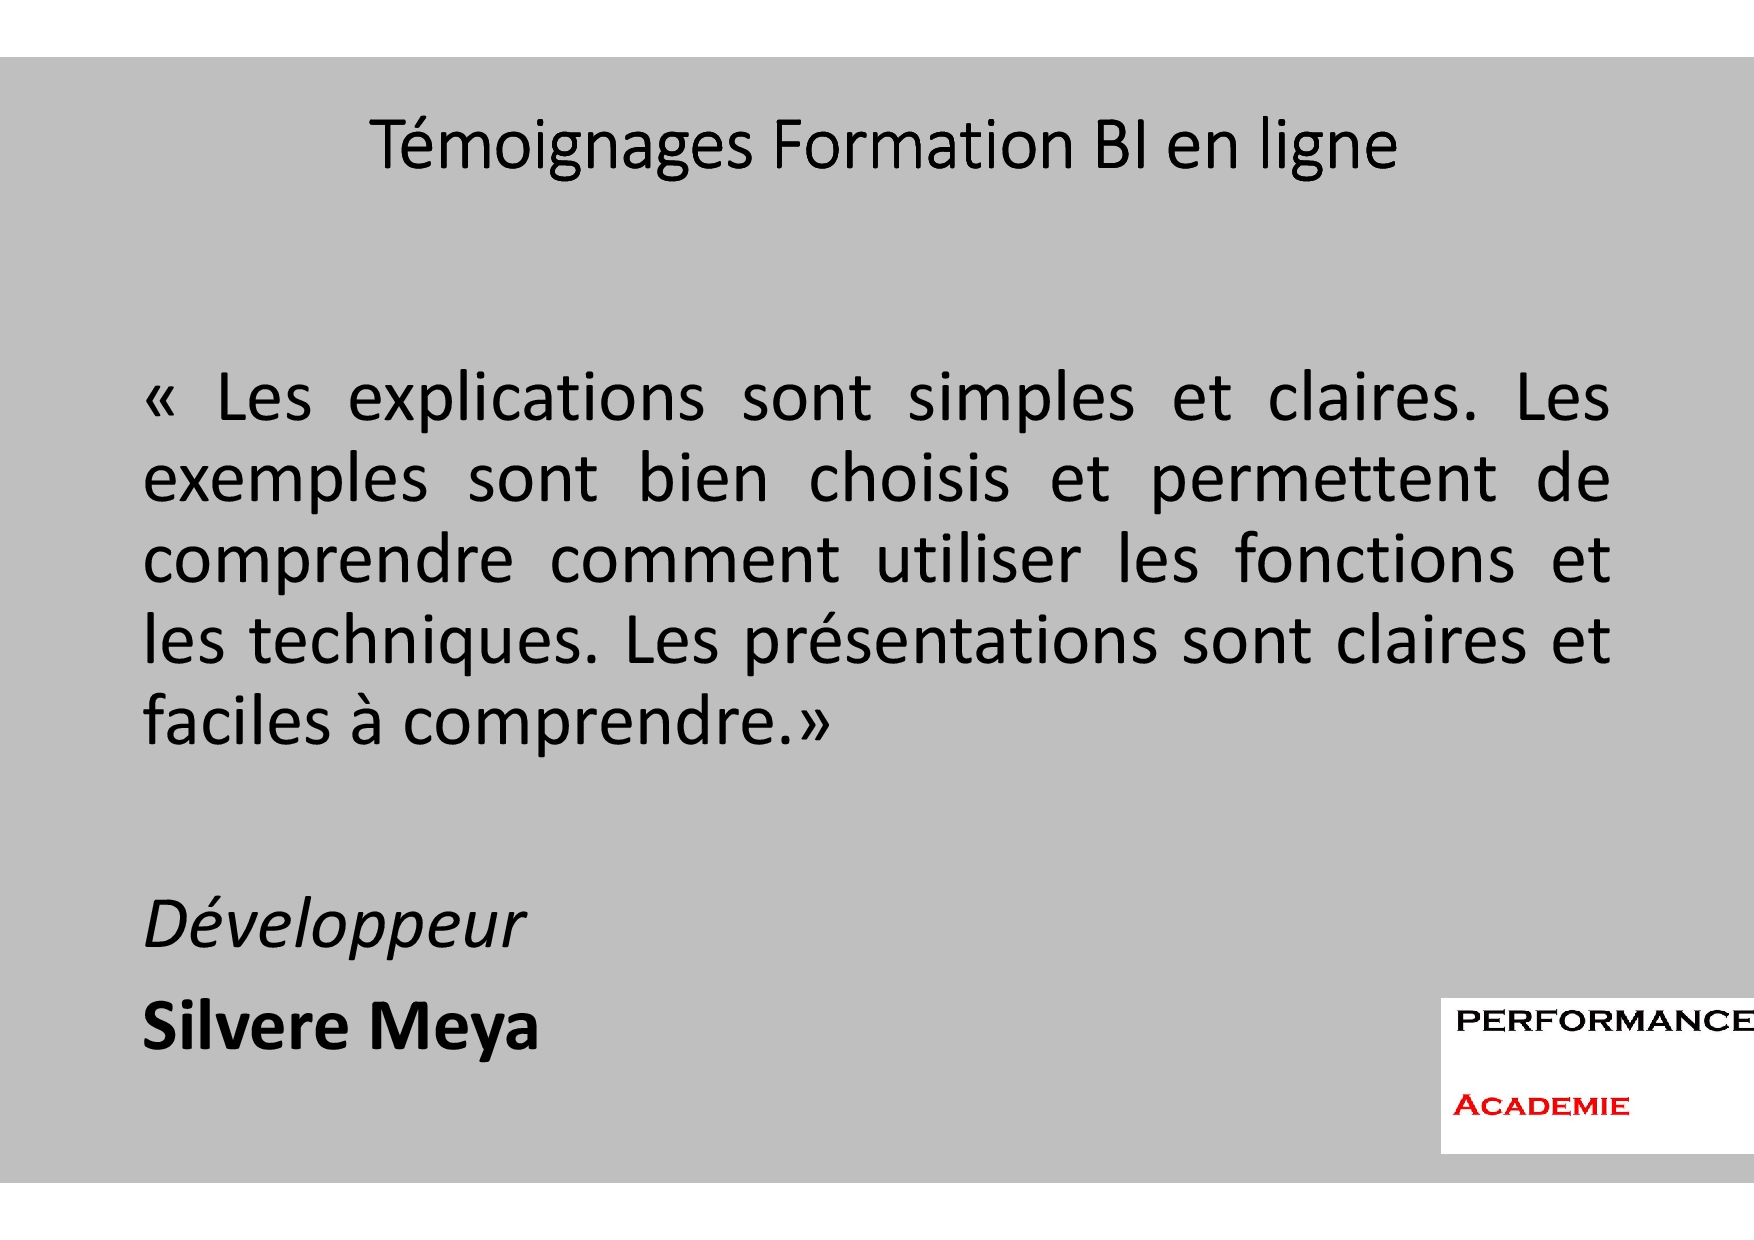 Témoignages Formation BI en ligne
« Les explications sont simples et claires. Les
exemples sont bien choisis et permettent de
comprendre comment utiliser les fonctions et
les techniques. Les présentations sont claires et
faciles à comprendre.»
Développeur
Silvere Meya
PERFORMANCE
ACADEMIE